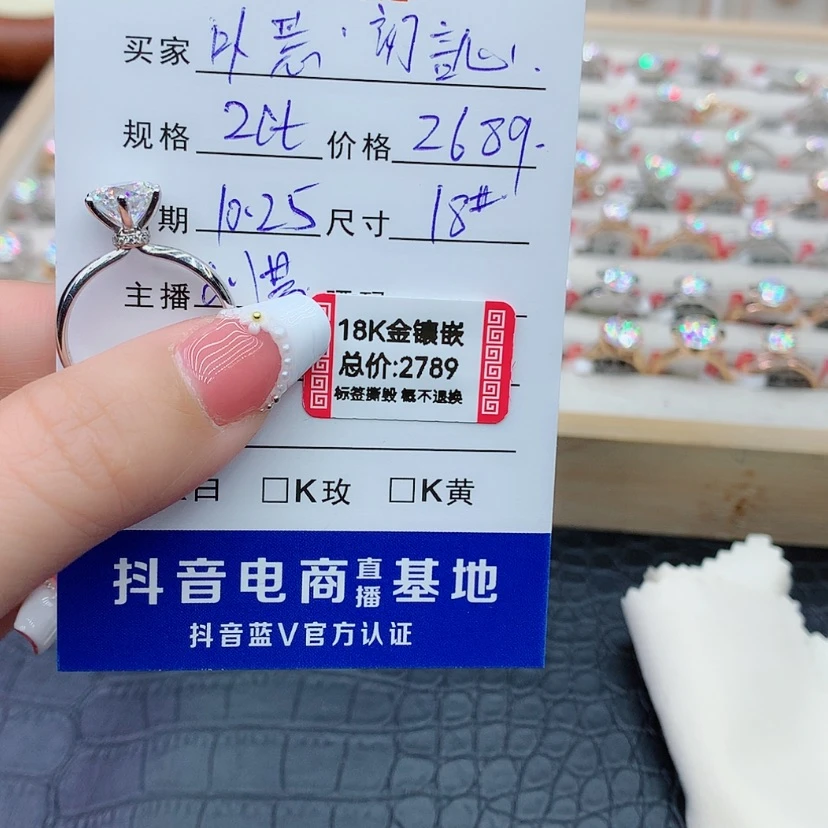 买家
规格 2ct 价格 2689.
期 10.25 尺寸 18#
主播
18K金镶嵌
总价:2789
标签撕毁 概不退换
白 □K玫 □K黄
抖音电商直播基地
抖音蓝V官方认证